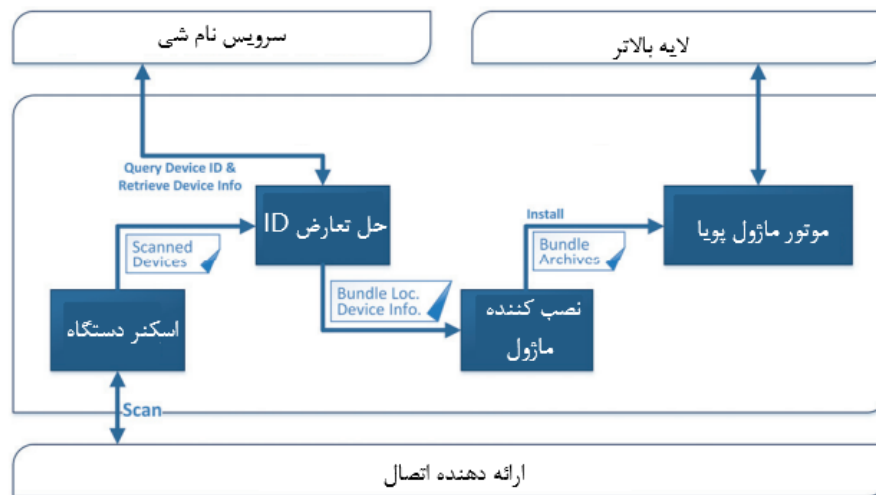 سرویس نام شی
لایه بالاتر
Query Device ID &
Retrieve Device Info
حل تعارض ID
Install
موتور ماژول پویا
Scanned
Devices
Bundle
Archives
Bundle Loc.
Device Info.
اسکنر دستگاه
نصب کننده
ماژول
Scan
ارائه دهنده اتصال